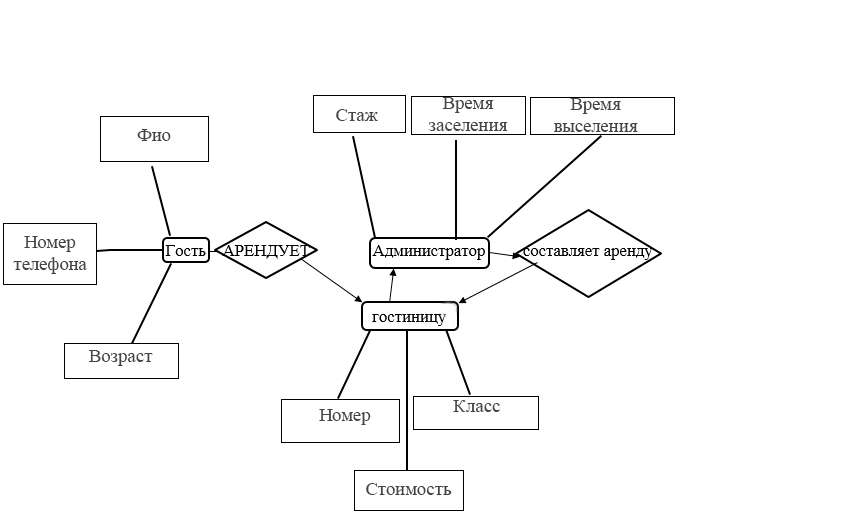 Стаж
Время
заселения
Время
выселения
Фио
Номер
телефона
Гость
АРЕНДУЕТ
Администратор
составляет аренду
гостиницу
Возраст
Номер
Класс
Стоимость